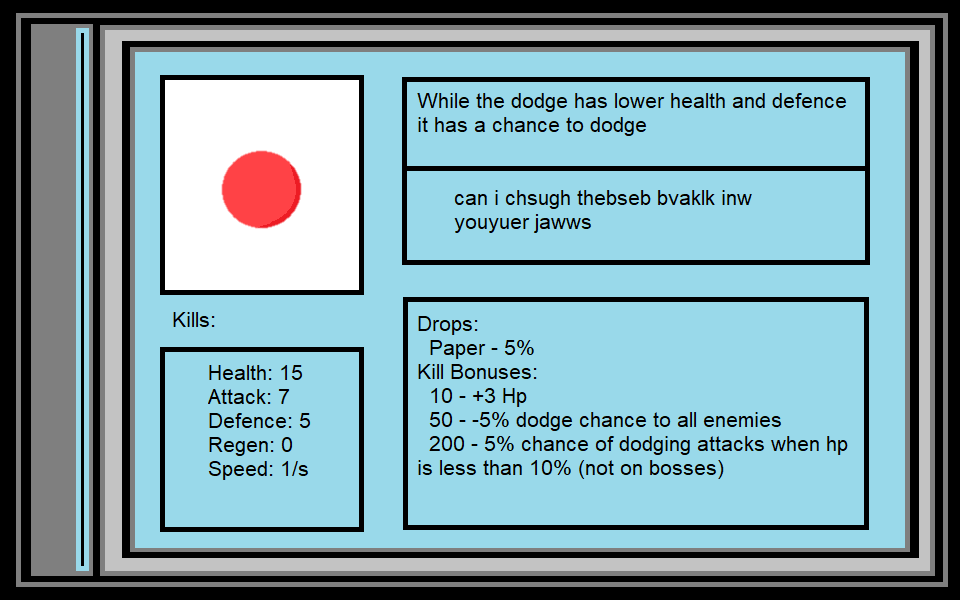 While the dodge has lower health and defence
it has a chance to dodge
can i chsugh thebseb bvaklk inw
youyuer jawws
Kills:
Health: 15
Attack: 7
Defence: 5
Regen: 0
Speed: 1/s
Drops:
Paper - 5%
Kill Bonuses:
10 - +3 Hp
50 - -5% dodge chance to all enemies
200 - 5% chance of dodging attacks when hp
is less than 10% (not on bosses)